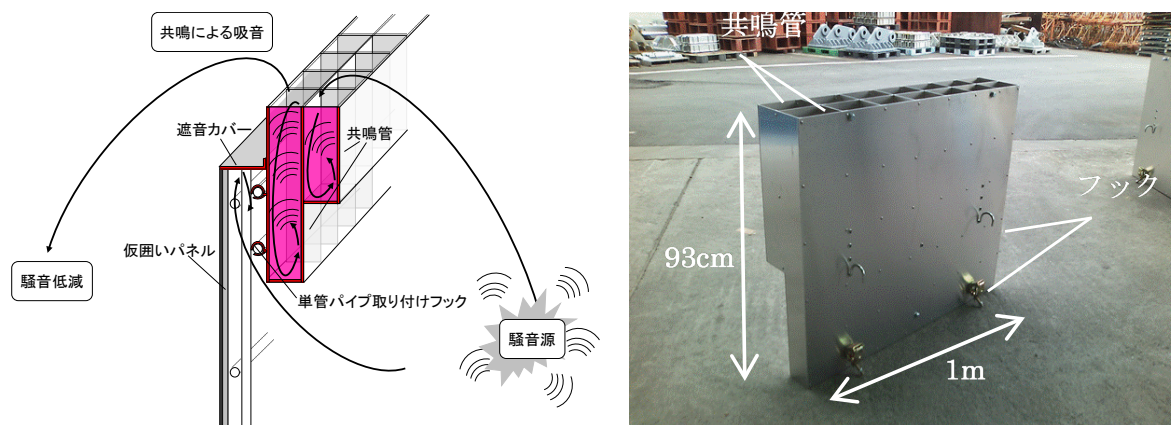 共鳴による吸音
遮音カバー
共鳴管
仮囲いパネル
騒音低減
単管パイプ取り付けフック
騒音源
共鳴管
フック
93cm
1m